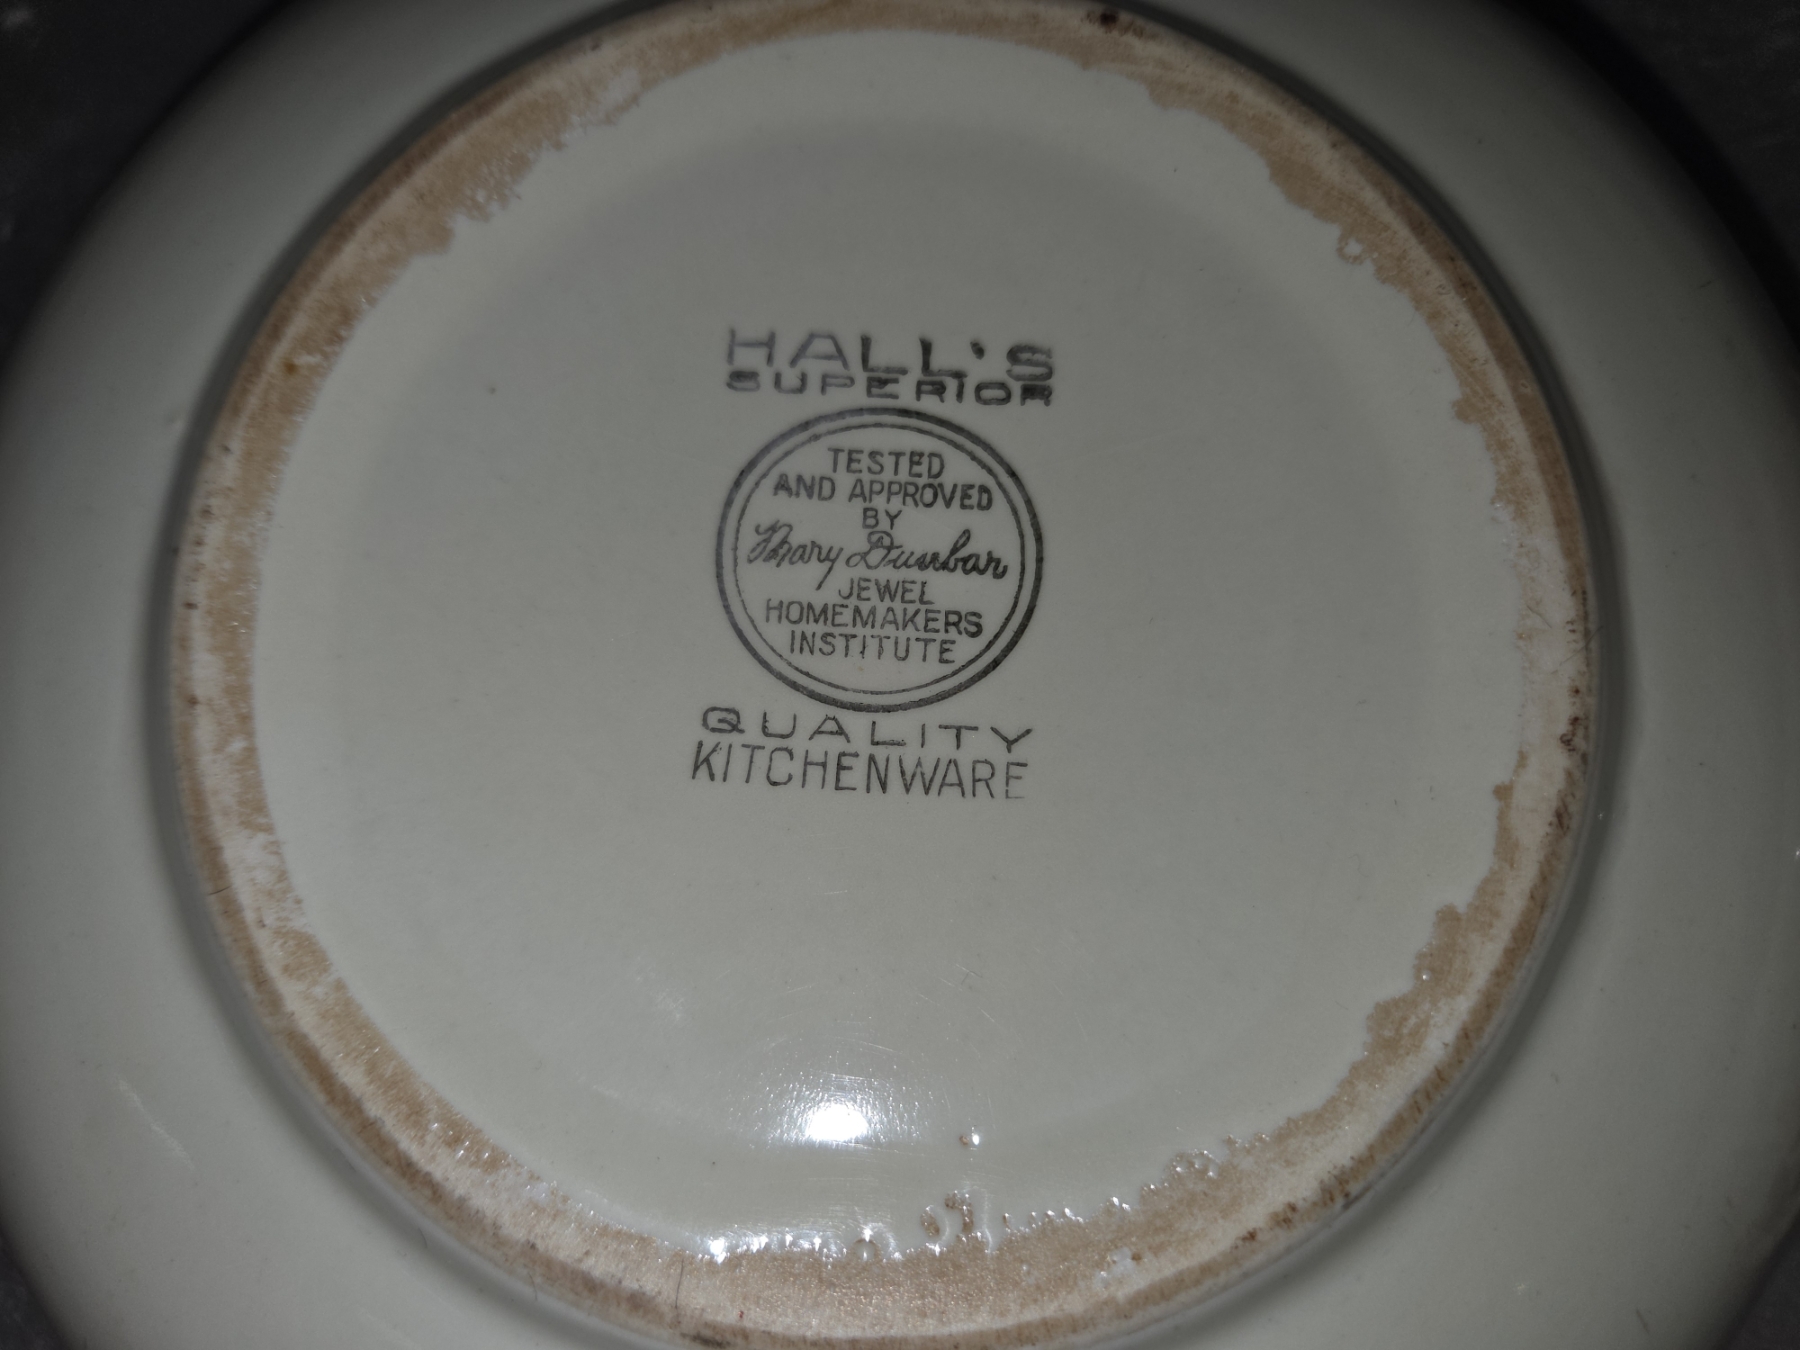 HALL'S
SUPERIOR
TESTED
AND APPROVED
BY
Mary Dunbar
JEWEL
HOMEMAKERS
INSTITUTE
QUALITY
KITCHENWARE